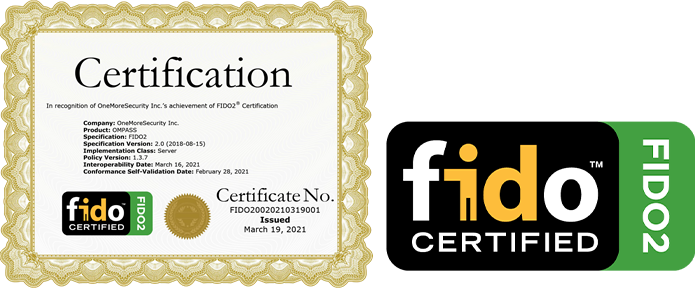 Certification
In recognition of OneMoreSecurity Inc.'s achievement of FIDO2® Certification
Company: OneMoreSecurity Inc.
Product: OMPASS
Specification: FIDO2
Specification Version: 2.0 (2018-08-15)
Implementation Class: Server
Policy Version: 1.3.7
Interoperability Date: March 16, 2021
Conformance Self-Validation Date: February 28, 2021
fido™
CERTIFIED
FIDO2
Certificate No.
FIDO20020210319001
Issued
March 19, 2021
fido™
CERTIFIED
FIDO2